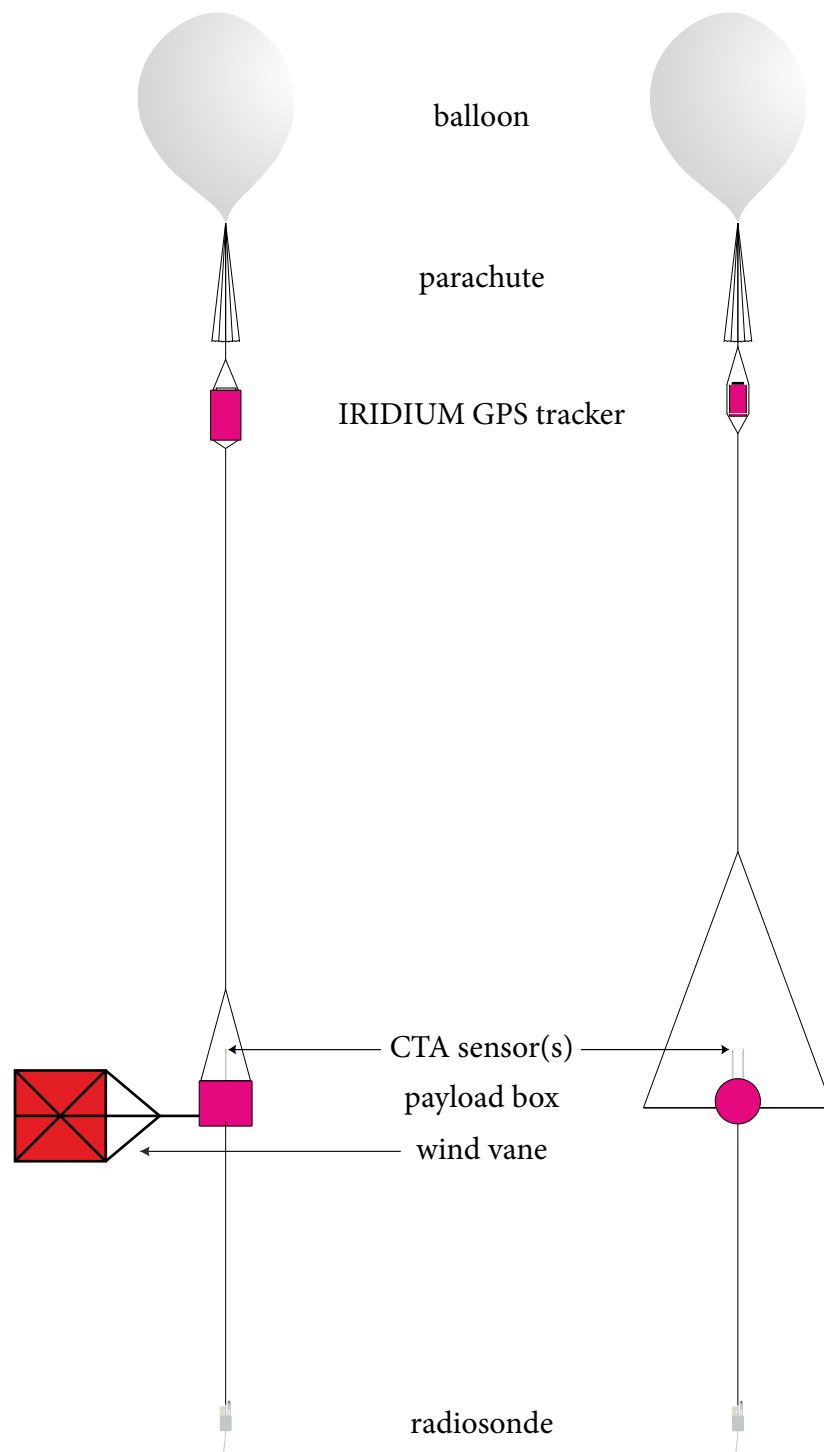 balloon
parachute
IRIDIUM GPS tracker
CTA sensor(s)
payload box
wind vane
radiosonde